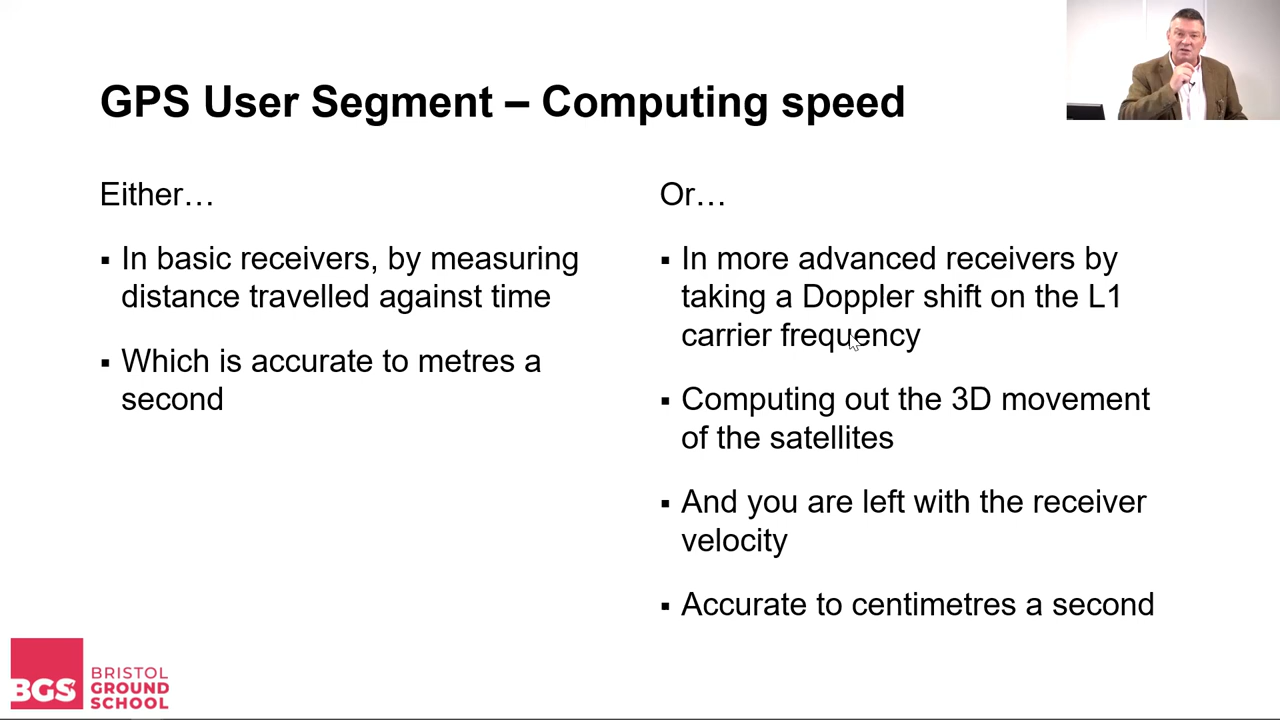 GPS User Segment – Computing speed
Either…
▪ In basic receivers, by measuring
distance travelled against time
▪ Which is accurate to metres a
second
Or…
▪ In more advanced receivers by
taking a Doppler shift on the L1
carrier frequency
▪ Computing out the 3D movement
of the satellites
▪ And you are left with the receiver
velocity
▪ Accurate to centimetres a second
BGS
BRISTOL
GROUND
SCHOOL